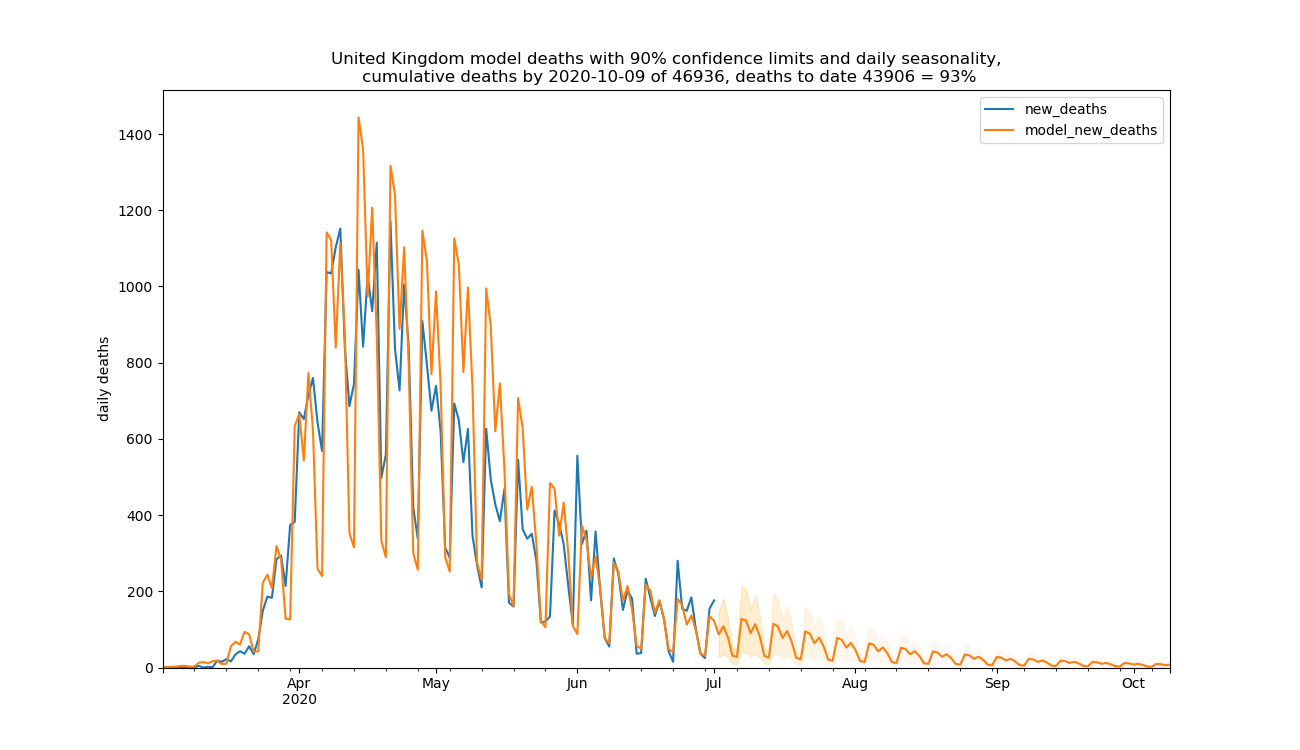 United Kingdom model deaths with 90% confidence limits and daily seasonality,
cumulative deaths by 2020-10-09 of 46936, deaths to date 43906 = 93%
new_deaths
model_new_deaths
daily deaths
1400
1200
1000
800
600
400
200
0
Apr May Jun Jul Aug Sep Oct
2020